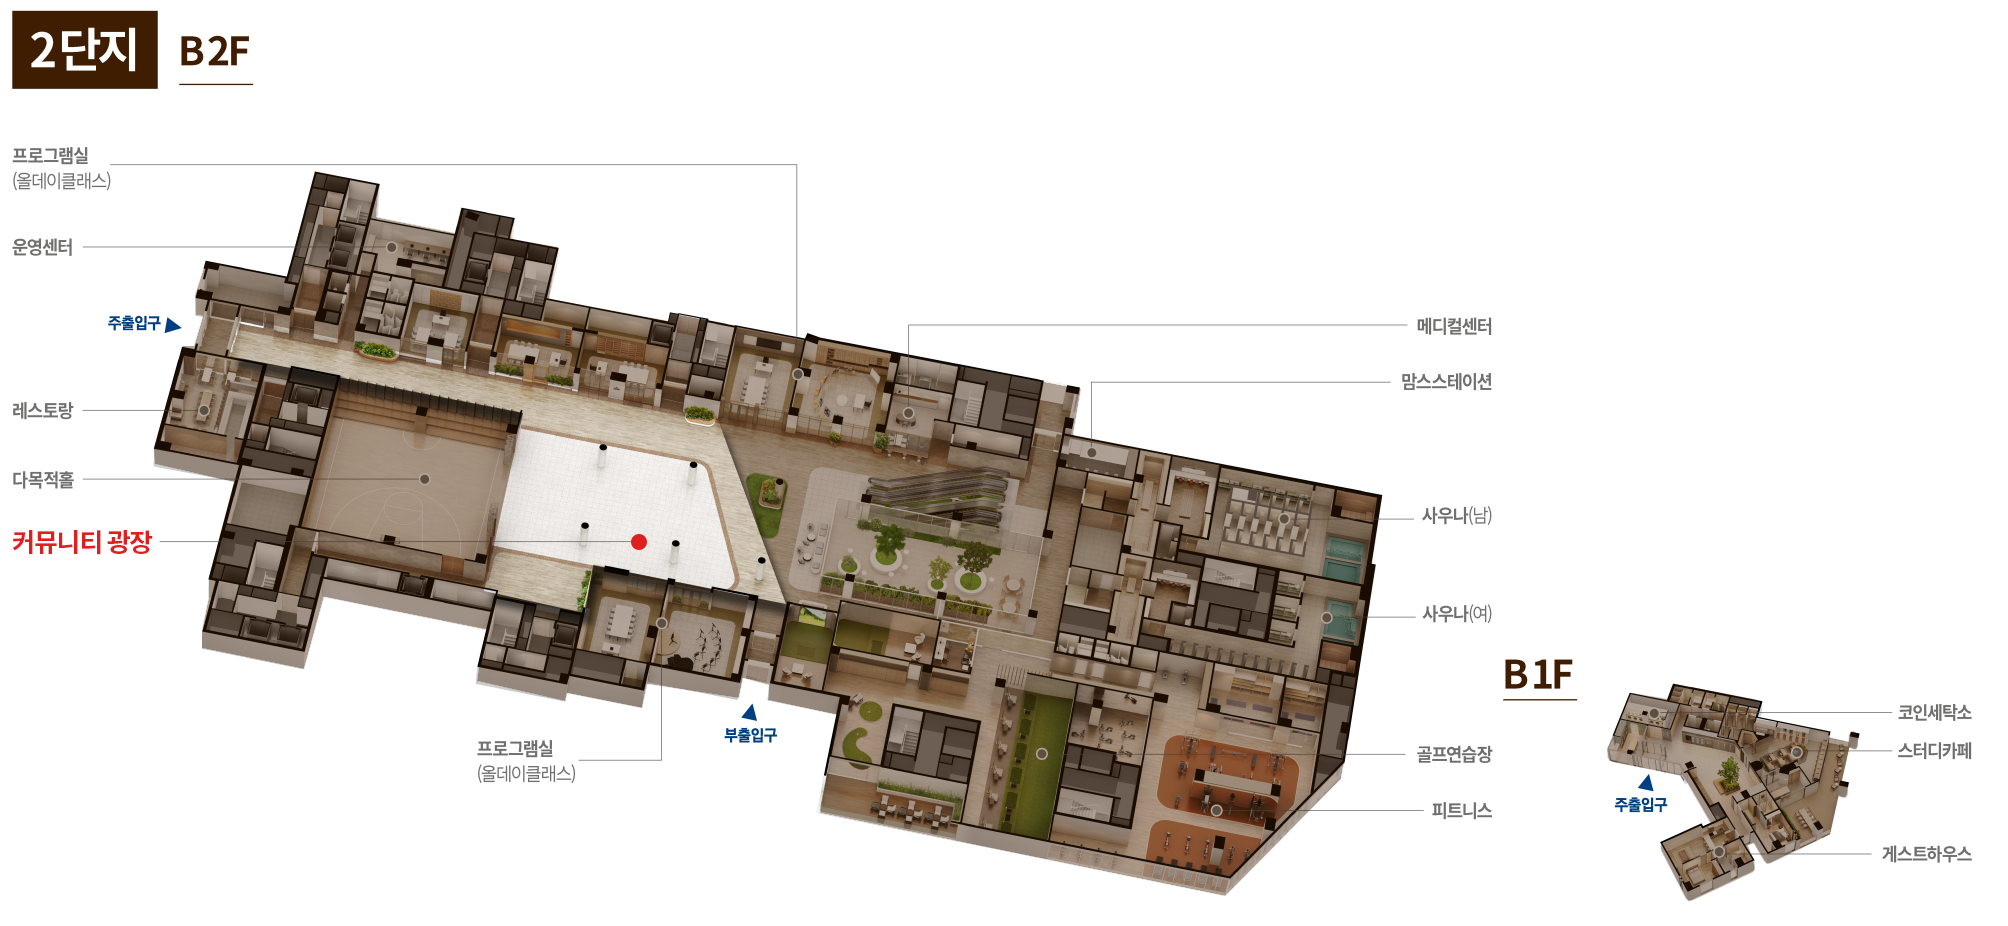 2단지 B2F
프로그램실
(올데이클래스)
운영센터
주출입구
레스토랑
다목적홀
커뮤니티 광장
프로그램실
(올데이클래스)
부출입구
메디컬센터
맘스스테이션
사우나(남)
사우나(여)
골프연습장
피트니스
B1F
코인세탁소
스터디카페
주출입구
게스트하우스